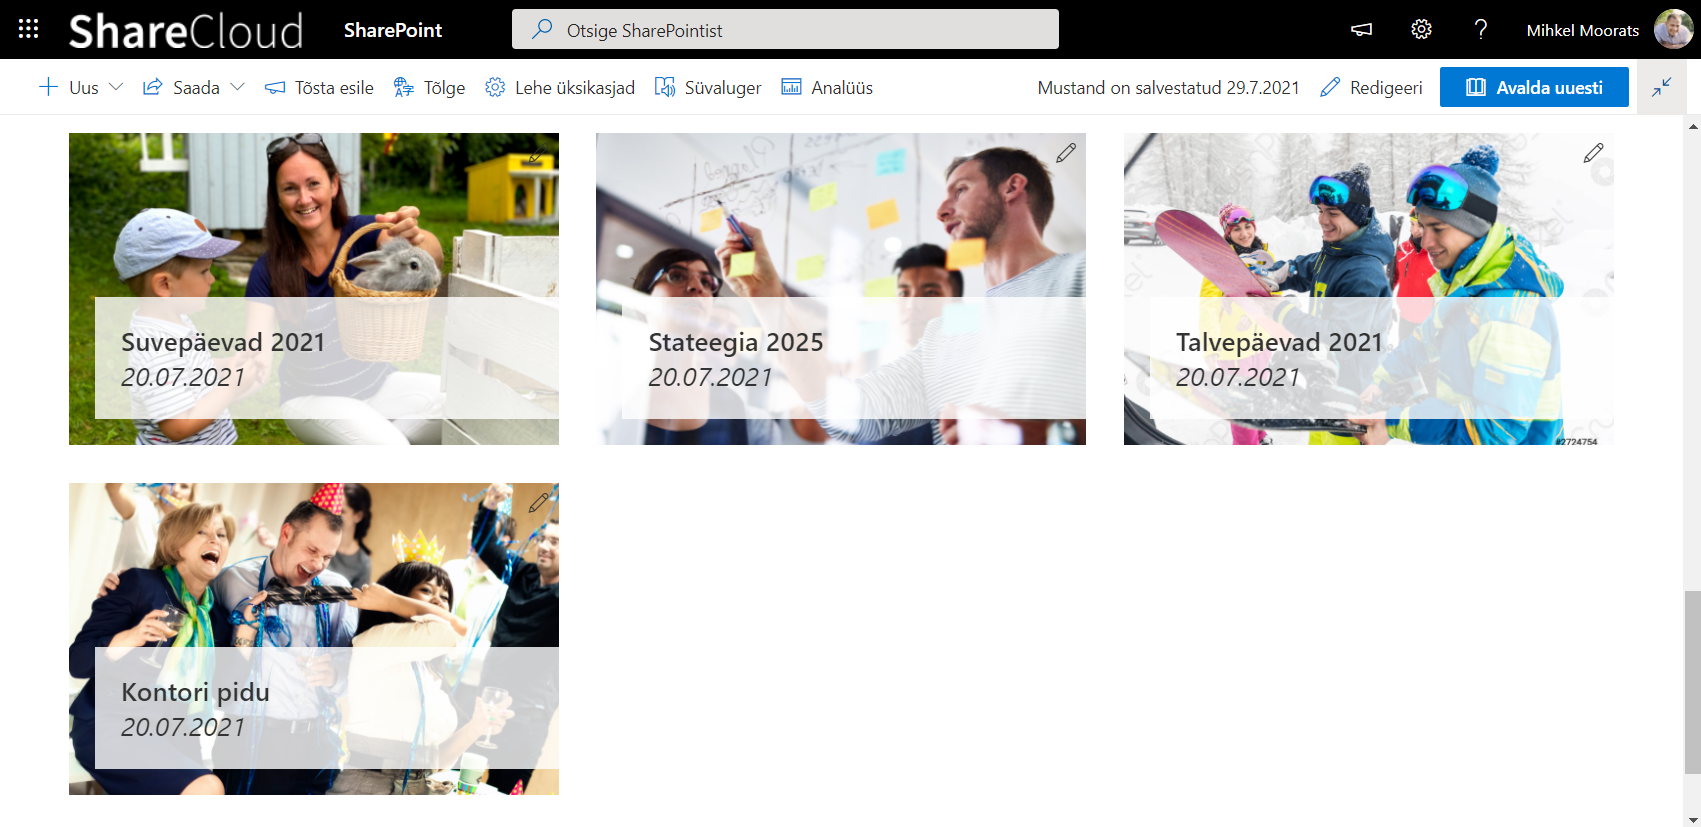 ShareCloud SharePoint Otsige SharePointist ? Mihkel Moorats
Uus Saada Tõsta esile Tõlge Lehe üksikasjad Süvaluger Analüüs Mustand on salvestatud 29.7.2021 Redigeeri Avalda uuesti
Suvepäevad 2021
20.07.2021
Stateegia 2025
20.07.2021
Talvepäevad 2021
20.07.2021
#2724754
Kontori pidu
20.07.2021